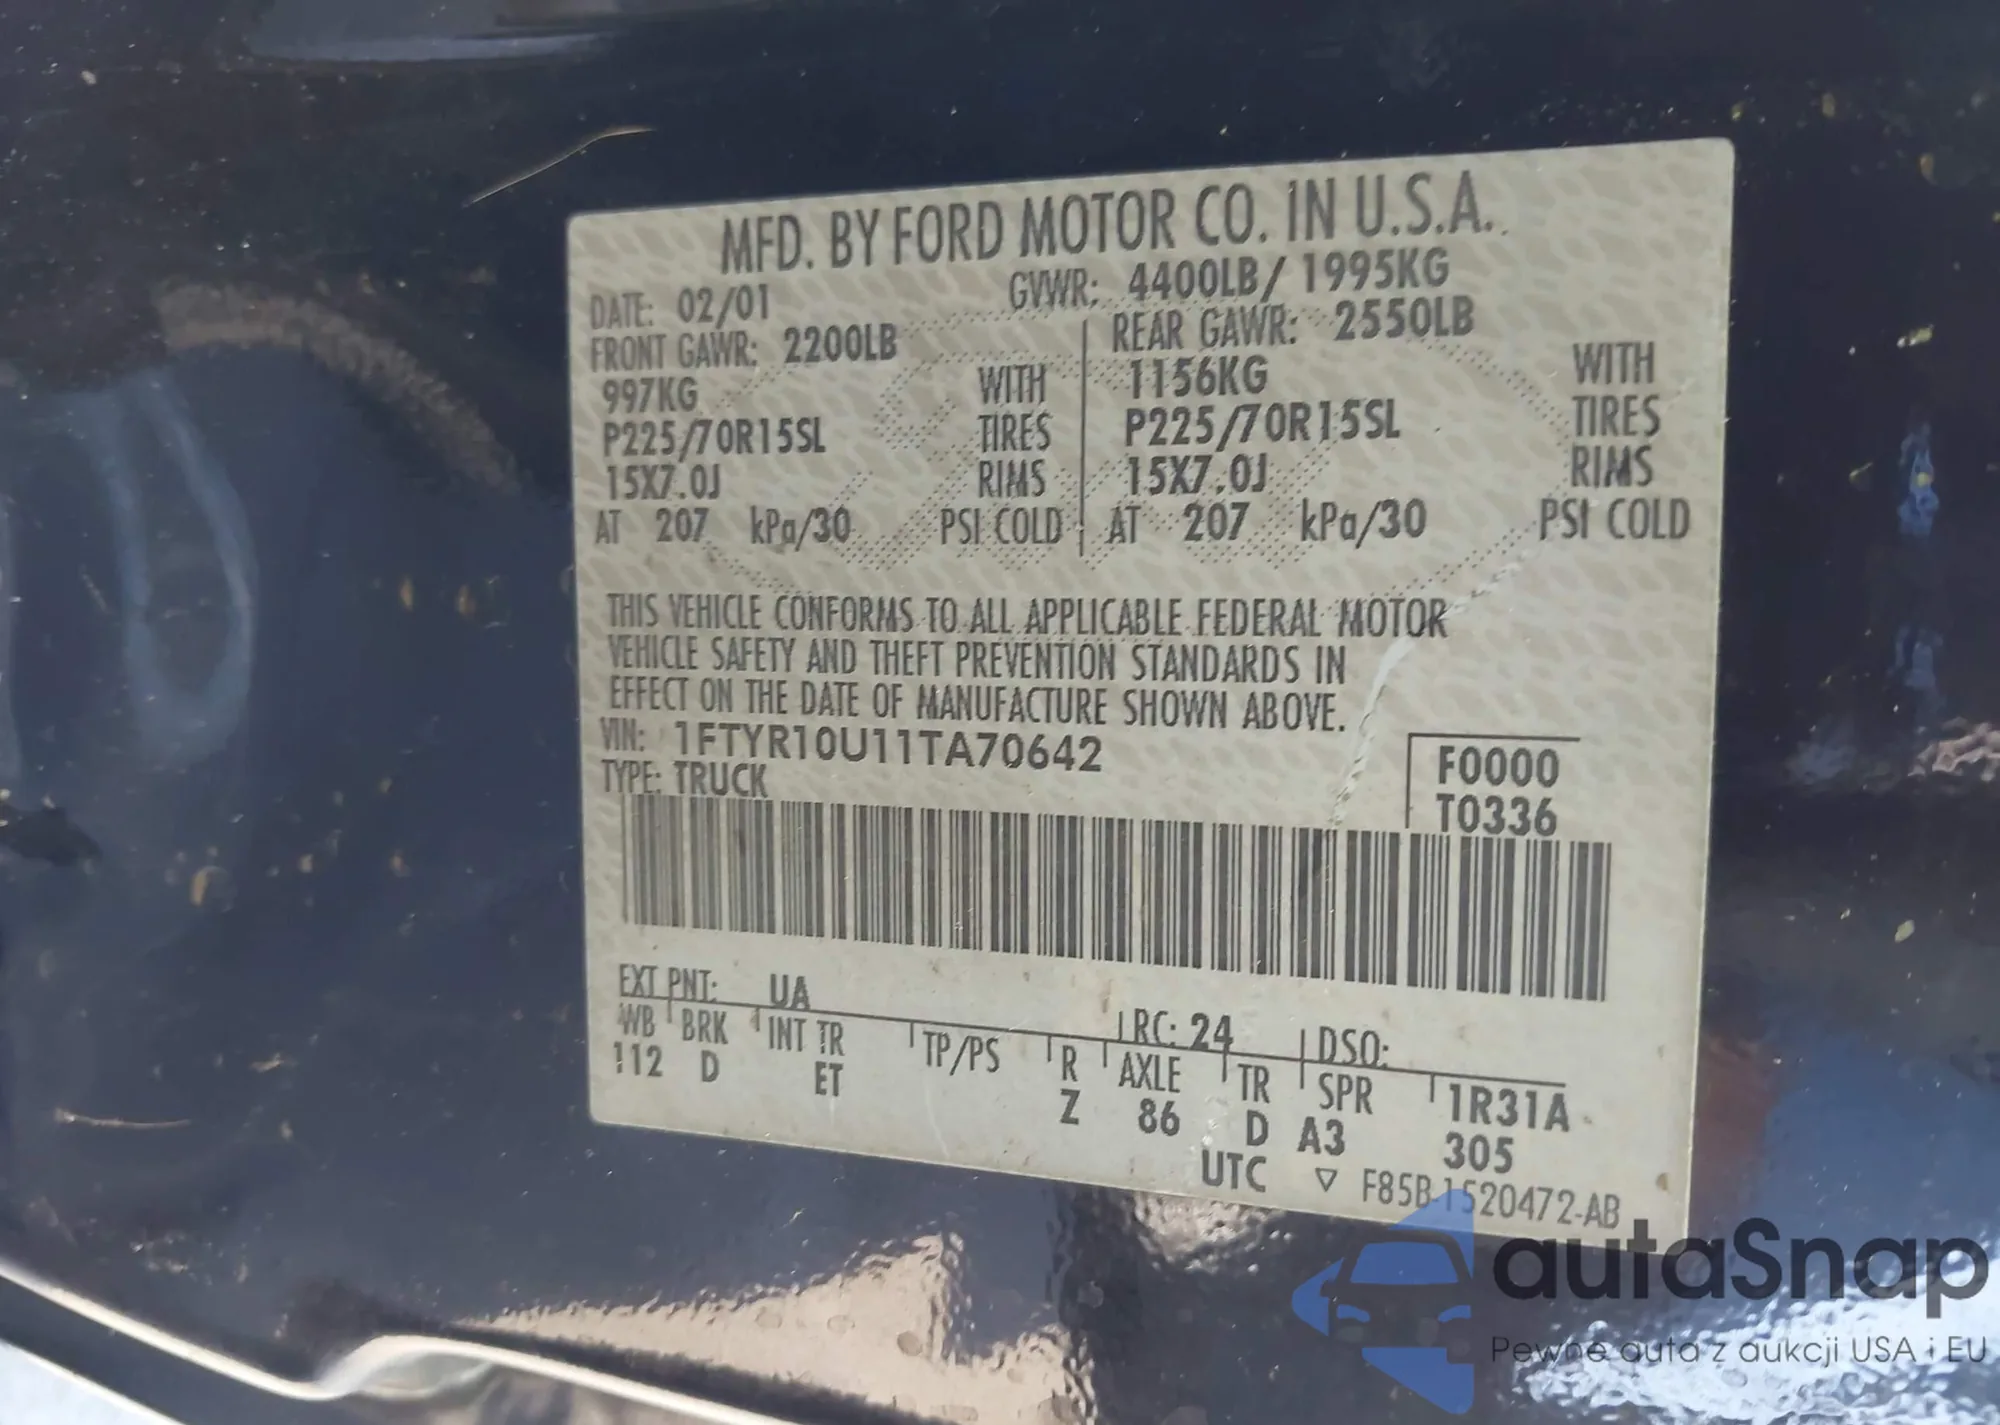 MFD. BY FORD MOTOR CO. IN U.S.A.
DATE: 02/01 GVWR: 4400LB/ 1995KG
FRONT GAWR: 2200LB REAR GAWR: 2550LB
997KG WITH 1156KG WITH
P225/70R15SL TIRES P225/70R15SL TIRES
15X7.0J RIMS 15X7.0J RIMS
AT 207 kPa/30 PSI COLD AT 207 kPa/30 PSI COLD
THIS VEHICLE CONFORMS TO ALL APPLICABLE FEDERAL MOTOR
VEHICLE SAFETY AND THEFT PREVENTION STANDARDS IN
EFFECT ON THE DATE OF MANUFACTURE SHOWN ABOVE.
VIN: 1FTYR10U11TA70642
TYPE: TRUCK
F0000
T0336
EXT PNT: UA RC: 24 DSO:
WB BRK INT TR TP/PS R AXLE TR SPR 1R31A
112 D ET Z 86 D A3 305
UTC ▽ F85B-1520472-AB
autaSnap
Pewne auta z aukcji USA i EU